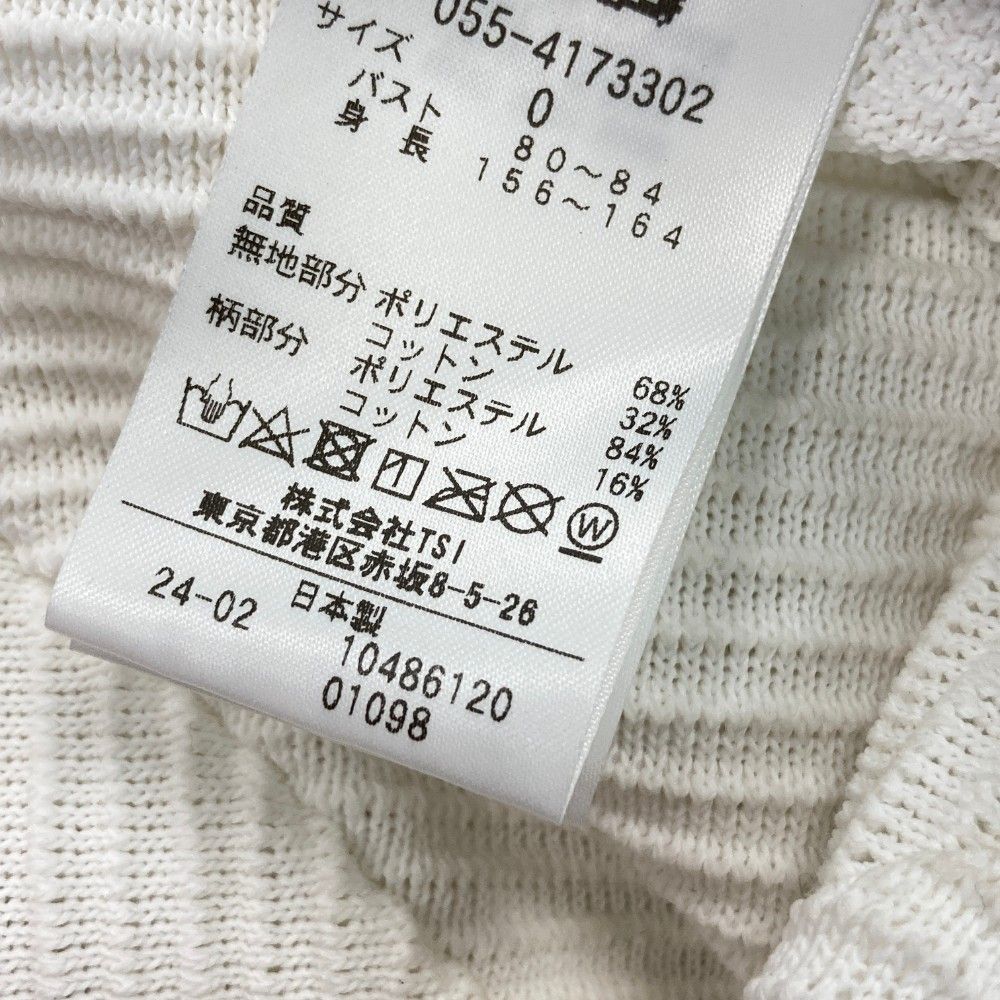 055-4173302
サイズ 0
バスト 80～84
身長 156～164
品質
無地部分 ポリエステル 68%
コットン 32%
柄部分 ポリエステル 84%
コットン 16%
W
株式会社TSI
東京都港区赤坂8-5-26
24-02 日本製
10486120
01098